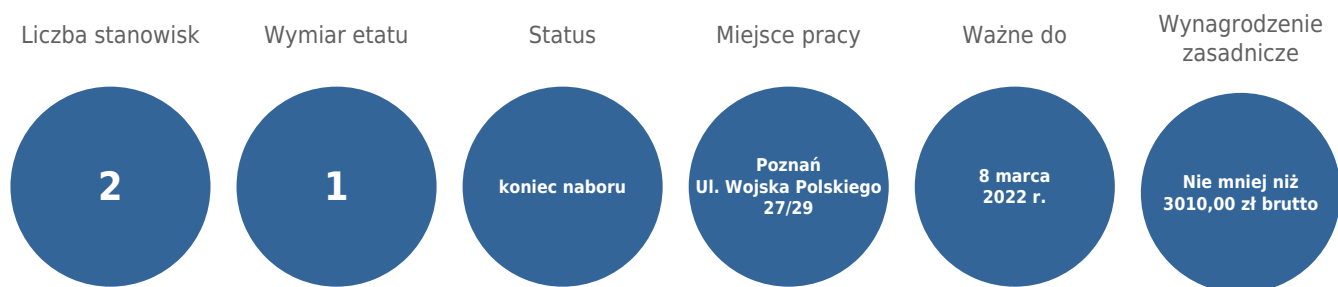 Liczba stanowisk
2
Wymiar etatu
1
Status
koniec naboru
Miejsce pracy
Poznań
Ul. Wojska Polskiego
27/29
Ważne do
8 marca
2022 r.
Wynagrodzenie
zasadnicze
Nie mniej niż
3010,00 zł brutto